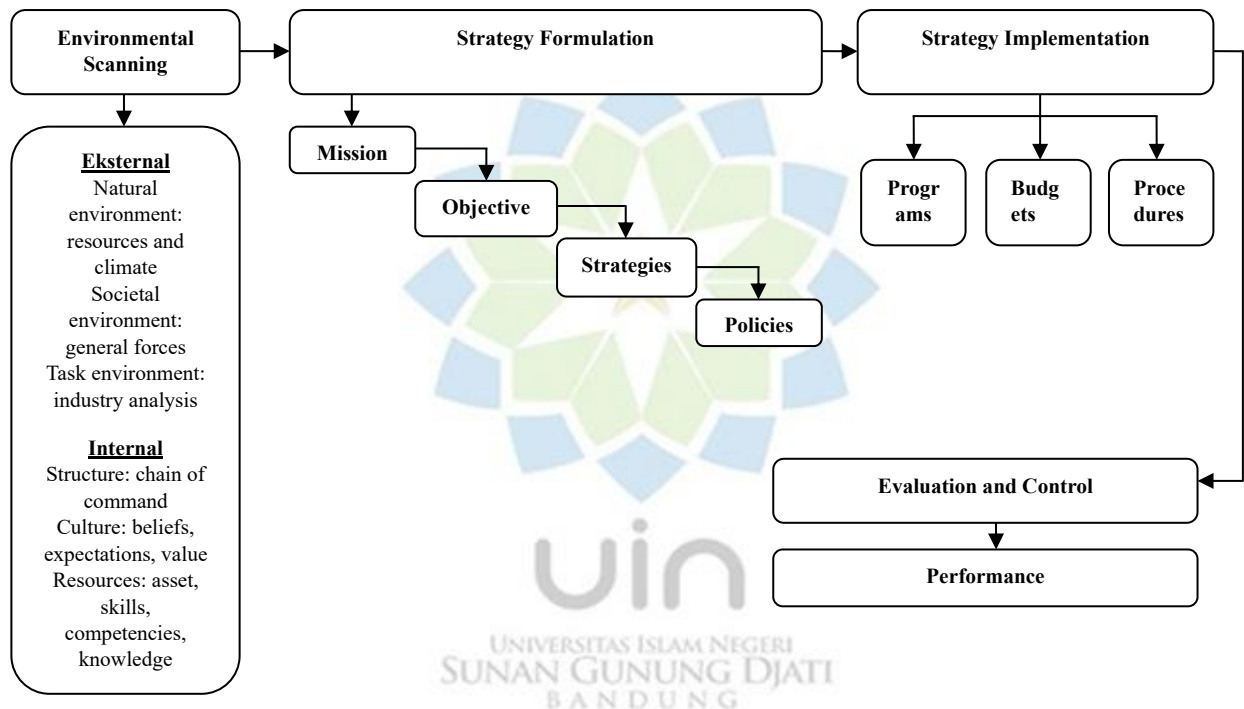 Environmental
Scanning
Strategy Formulation
Strategy Implementation
Eksternal
Natural
environment:
resources and
climate
Societal
environment:
general forces
Task environment:
industry analysis
Internal
Structure: chain of
command
Culture: beliefs,
expectations, value
Resources: asset,
skills,
competencies,
knowledge
Mission
Objective
Strategies
Policies
Progr
ams
Budg
ets
Proce
dures
Evaluation and Control
Performance
uin
UNIVERSITAS ISLAM NEGERI
SUNAN GUNUNG DJATI
BANDUNG